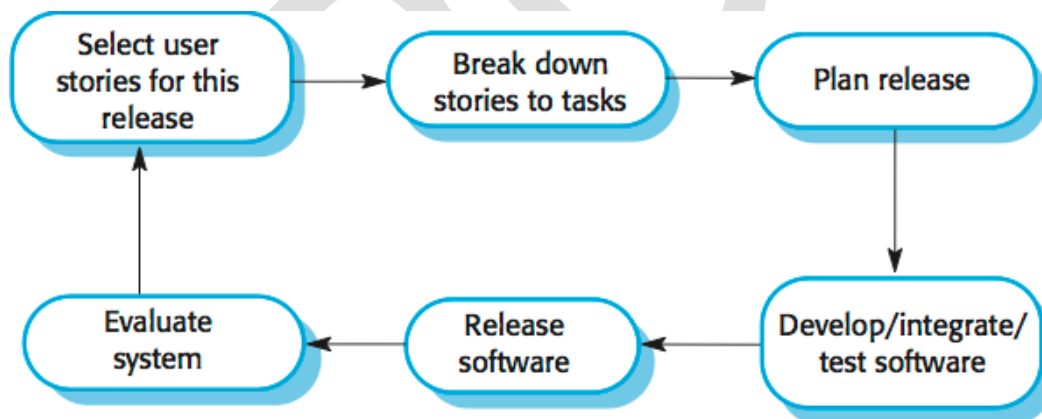 Select user
stories for this
release
Break down
stories to tasks
Plan release
Evaluate
system
Release
software
Develop/integrate/
test software